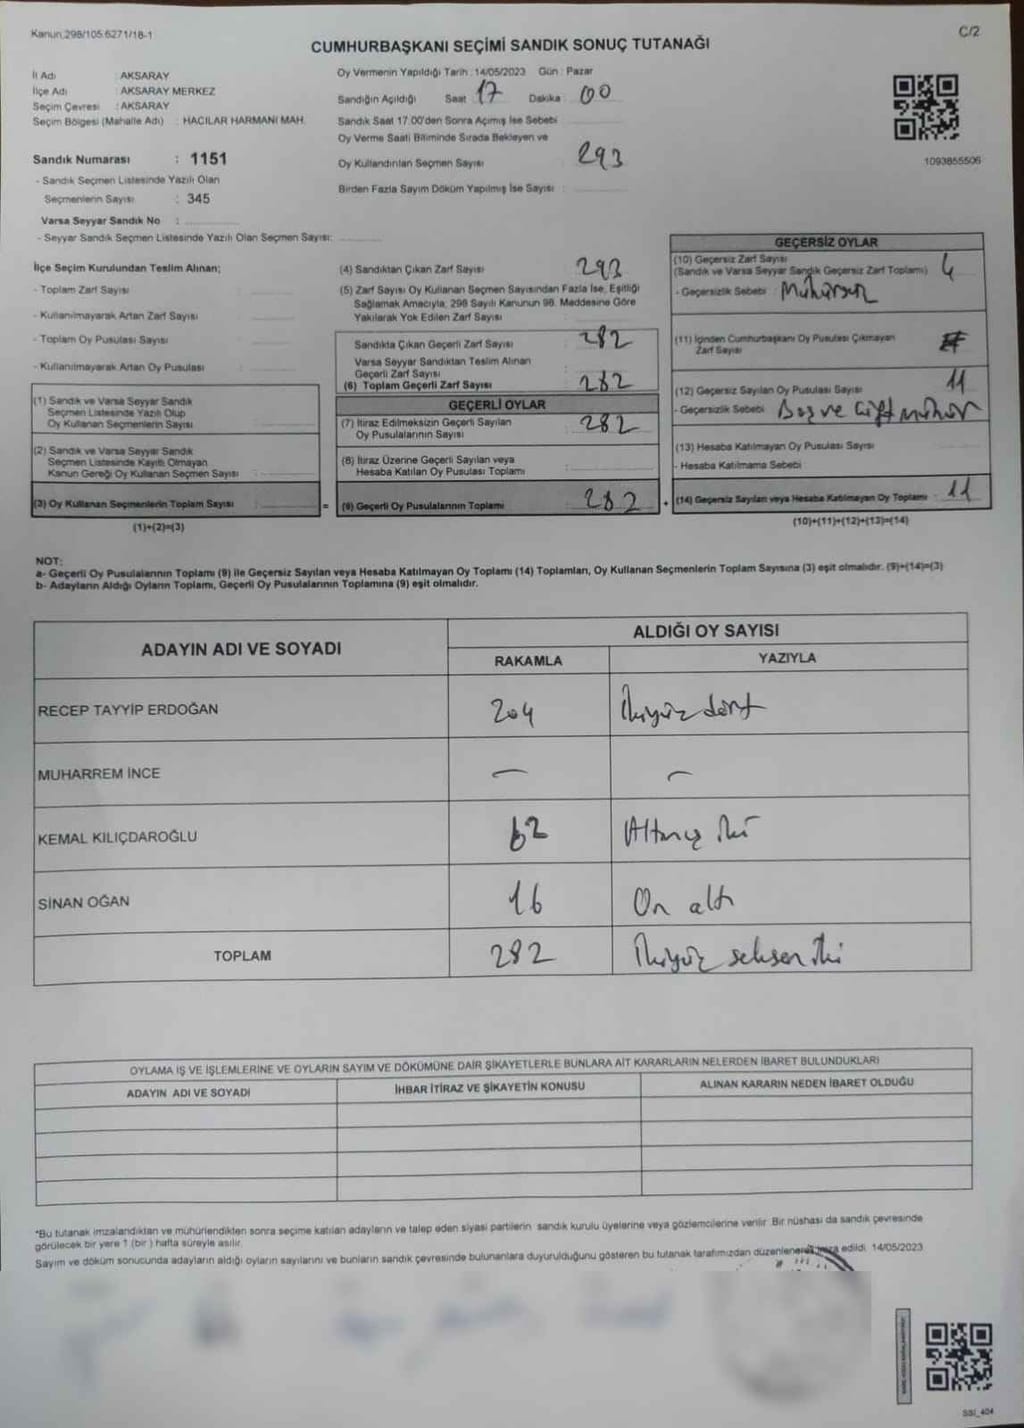 Kanun,298/105.6271/18-1
C/2
CUMHURBAŞKANI SEÇİMİ SANDIK SONUÇ TUTANAĞI
İl Adı : AKSARAY
İlçe Adı : AKSARAY MERKEZ
Seçim Çevresi : AKSARAY
Seçim Bölgesi (Mahalle Adı) : HACILAR HARMANI MAH.
Sandık Numarası : 1151
- Sandık Seçmen Listesinde Yazılı Olan
Seçmenlerin Sayısı : 345
Varsa Seyyar Sandık No :
- Seyyar Sandık Seçmen Listesinde Yazılı Olan Seçmen Sayısı:
Oy Vermenin Yapıldığı Tarih : 14/05/2023 Gün : Pazar
Sandığın Açıldığı Saat 17 Dakika 00
Sandık Saat 17.00'den Sonra Açımış İse Sebebi
Oy Verme Saati Bitiminde Sırada Bekleyen ve
Oy Kullandırılan Seçmen Sayısı : 293
Birden Fazla Sayım Döküm Yapılmış İse Sayısı :
1093855506
İlçe Seçim Kurulundan Teslim Alınan;
- Toplam Zarf Sayısı
- Kullanılmayarak Artan Zarf Sayısı
- Toplam Oy Pusulası Sayısı
- Kullanılmayarak Artan Oy Pusulası
(1) Sandık ve Varsa Seyyar Sandık
Seçmen Listesinde Yazılı Olup
Oy Kullanan Seçmenlerin Sayısı
(2) Sandık ve Varsa Seyyar Sandık
Seçmen Listesinde Kayıtlı Olmayan
Kanun Gereği Oy Kullanan Seçmen Sayısı
(3) Oy Kullanan Seçmenlerin Toplam Sayısı
(1)+(2)=(3)
(4) Sandıktan Çıkan Zarf Sayısı 293
(5) Zarf Sayısı Oy Kullanan Seçmen Sayısından Fazla İse, Eşitliği
Sağlamak Amacıyla; 298 Sayılı Kanunun 98. Maddesine Göre
Yakılarak Yok Edilen Zarf Sayısı
Sandıkta Çıkan Geçerli Zarf Sayısı 282
Varsa Seyyar Sandıktan Teslim Alınan
Geçerli Zarf Sayısı
(6) Toplam Geçerli Zarf Sayısı 282
GEÇERLİ OYLAR
(7) İtiraz Edilmeksizin Geçerli Sayılan
Oy Pusulalarının Sayısı 282
(8) İtiraz Üzerine Geçerli Sayılan veya
Hesaba Katılan Oy Pusulası Toplamı
= (9) Geçerli Oy Pusulalarının Toplamı 282 +
GEÇERSİZ OYLAR
(10) Geçersiz Zarf Sayısı
(Sandık ve Varsa Seyyar Sandık Geçersiz Zarf Toplamı) 4
- Geçersizlik Sebebi : Mühürsüz
(11) İçinden Cumhurbaşkanı Oy Pusulası Çıkmayan
Zarf Sayısı
(12) Geçersiz Sayılan Oy Pusulası Sayısı 11
- Geçersizlik Sebebi Boş ve Çift mühür
(13) Hesaba Katılmayan Oy Pusulası Sayısı
- Hesaba Katılmama Sebebi
(14) Geçersiz Sayılan veya Hesaba Katılmayan Oy Toplamı 11
(10)+(11)+(12)+(13)=(14)
NOT:
a- Geçerli Oy Pusulalarının Toplamı (9) ile Geçersiz Sayılan veya Hesaba Katılmayan Oy Toplamı (14) Toplamları, Oy Kullanan Seçmenlerin Toplam Sayısına (3) eşit olmalıdır. (9)+(14)=(3)
b- Adayların Aldığı Oyların Toplamı, Geçerli Oy Pusulalarının Toplamına (9) eşit olmalıdır.
ADAYIN ADI VE SOYADI
ALDIĞI OY SAYISI
RAKAMLA YAZIYLA
RECEP TAYYİP ERDOĞAN 204 İkiyüz dört
MUHARREM İNCE — —
KEMAL KILIÇDAROĞLU 62 Altmış iki
SİNAN OĞAN 16 On altı
TOPLAM 282 İkiyüz seksen iki
OYLAMA İŞ VE İŞLEMLERİNE VE OYLARIN SAYIM VE DÖKÜMÜNE DAİR ŞİKAYETLERLE BUNLARA AİT KARARLARIN NELERDEN İBARET BULUNDUKLARI
ADAYIN ADI VE SOYADI İHBAR İTİRAZ VE ŞİKAYETİN KONUSU ALINAN KARARIN NEDEN İBARET OLDUĞU
*Bu tutanak imzalandıktan ve mühürlendikten sonra seçime katılan adayların ve talep eden siyasi partilerin sandık kurulu üyelerine veya gözlemcilerine verilir. Bir nüshası da sandık çevresinde
görülecek bir yere 1 (bir) hafta süreyle asılır.
Sayım ve döküm sonucunda adayların aldığı oyların sayılarını ve bunların sandık çevresinde bulunanlara duyurulduğunu gösteren bu tutanak tarafımızdan düzenlenerek imza edildi. 14/05/2023
SSI_404